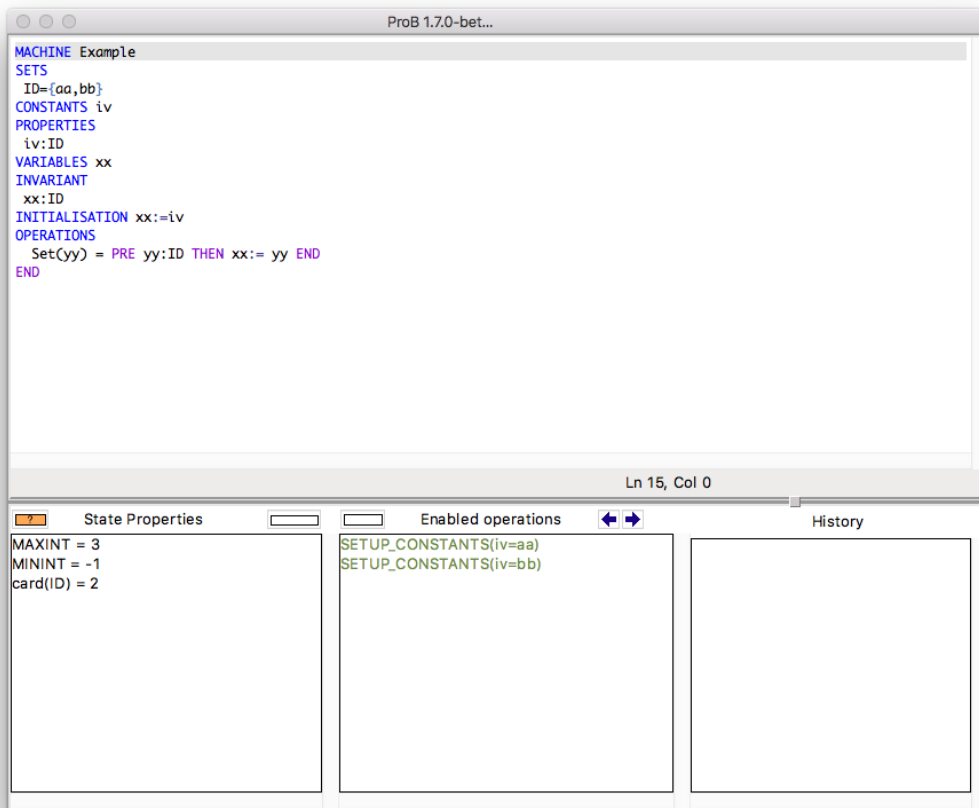 ProB 1.7.0-bet...
MACHINE Example
SETS
ID={aa,bb}
CONSTANTS iv
PROPERTIES
iv:ID
VARIABLES xx
INVARIANT
xx:ID
INITIALISATION xx:=iv
OPERATIONS
Set(yy) = PRE yy:ID THEN xx:= yy END
END
Ln 15, Col 0
? State Properties
MAXINT = 3
MININT = -1
card(ID) = 2
Enabled operations
SETUP_CONSTANTS(iv=aa)
SETUP_CONSTANTS(iv=bb)
History